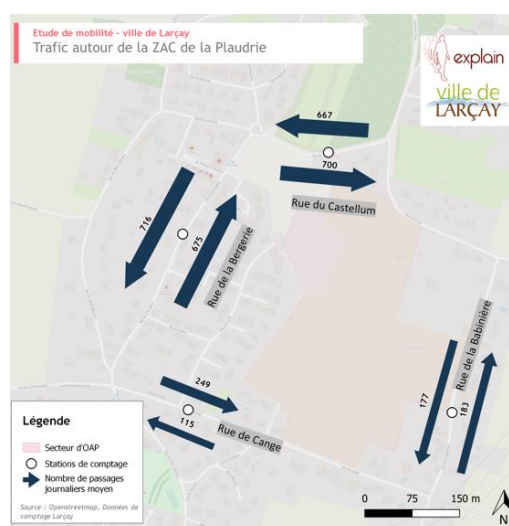 Etude de mobilité - ville de Larçay
Trafic autour de la ZAC de la Plaudrie
explain
ville de
LARÇAY
667
700
Rue du Castellum
716
675
Rue de la Bergerie
Rue de la Babinière
249
115
Rue de Cange
177
183
Légende
Secteur d'OAP
Stations de comptage
Nombre de passages
journaliers moyen
Source : Openstreetmap, Données de
comptage Larçay
0 75 150 m
N